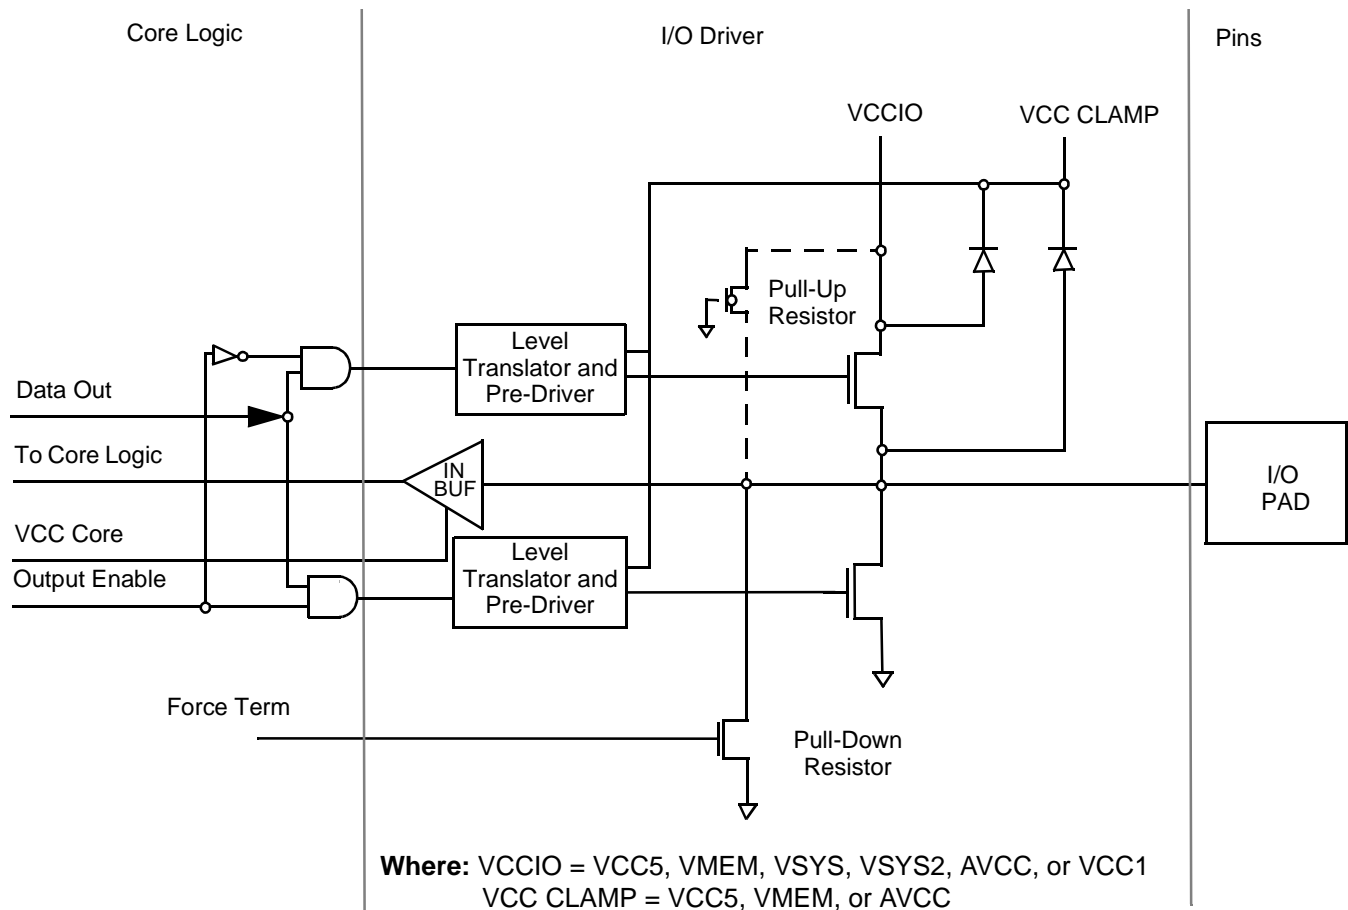 Core Logic
I/O Driver
Pins
VCCIO
VCC CLAMP
Pull-Up
Resistor
Level
Translator and
Pre-Driver
Data Out
To Core Logic
IN
BUF
I/O
PAD
VCC Core
Output Enable
Level
Translator and
Pre-Driver
Force Term
Pull-Down
Resistor
Where: VCCIO = VCC5, VMEM, VSYS, VSYS2, AVCC, or VCC1
VCC CLAMP = VCC5, VMEM, or AVCC